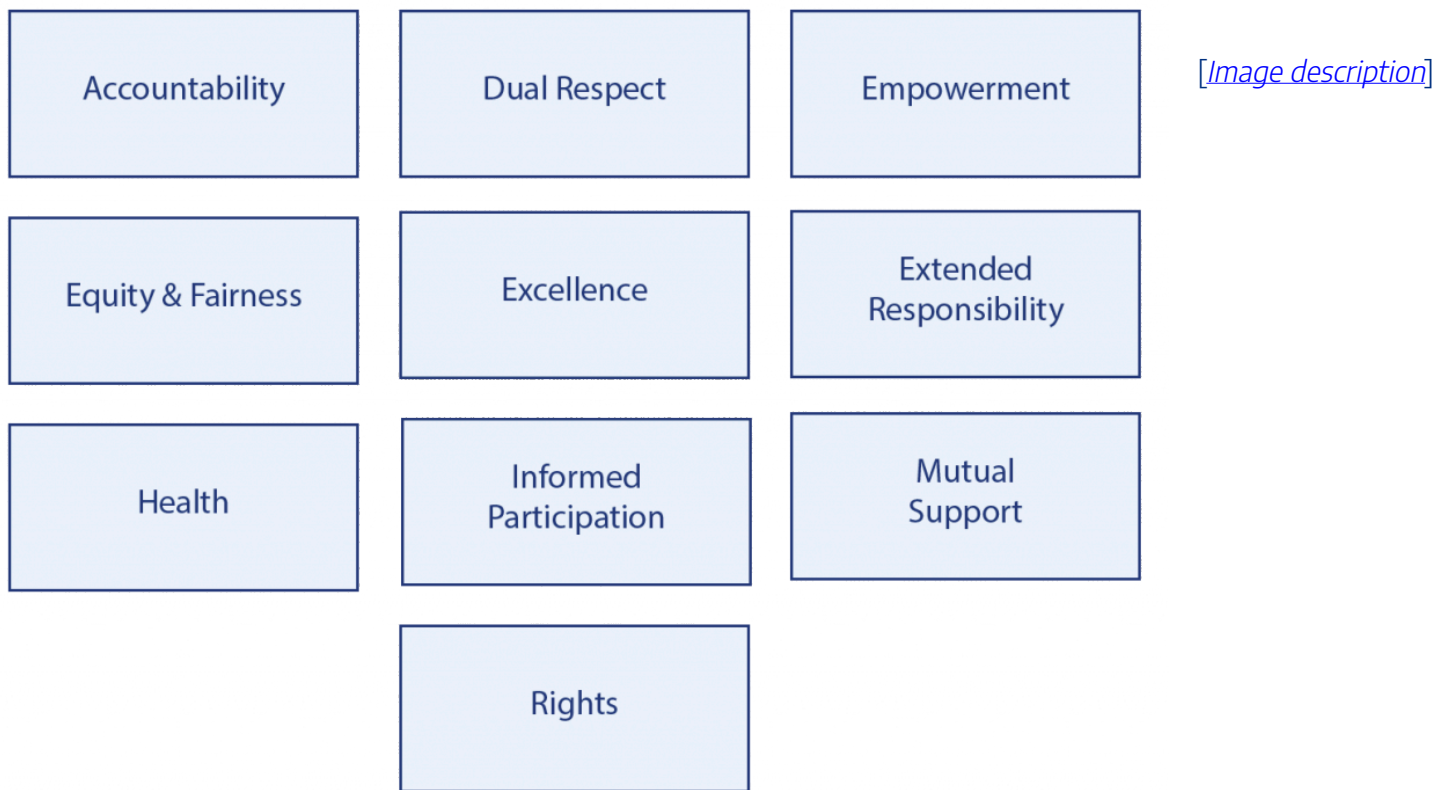 Accountability
Dual Respect
Empowerment
[Image description]
Equity & Fairness
Excellence
Extended
Responsibility
Health
Informed
Participation
Mutual
Support
Rights